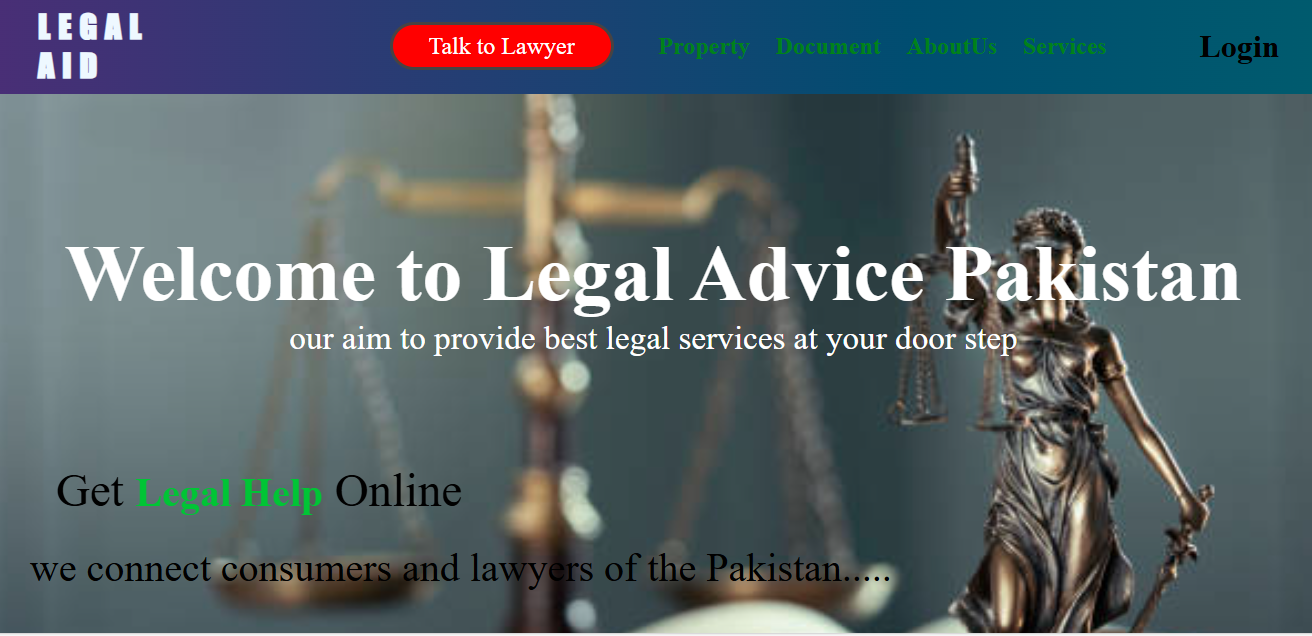 LEGAL
AID
Talk to Lawyer
Property Document AboutUs Services
Login
Welcome to Legal Advice Pakistan
our aim to provide best legal services at your door step
Get Legal Help Online
we connect consumers and lawyers of the Pakistan.....